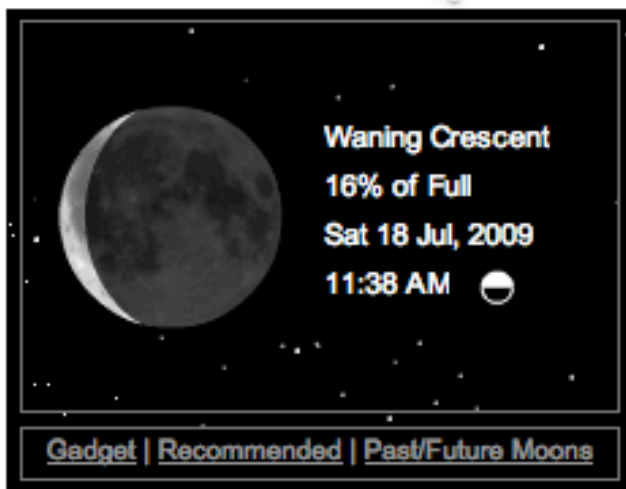 Waning Crescent
16% of Full
Sat 18 Jul, 2009
11:38 AM
Gadget | Recommended | Past/Future Moons